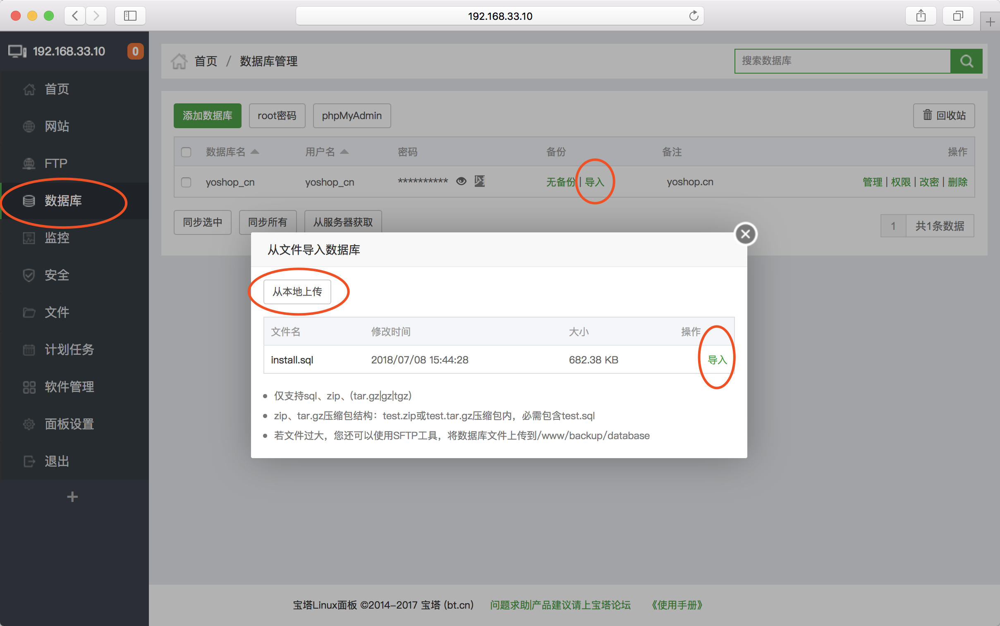 192.168.33.10
192.168.33.10 0
首页
网站
FTP
数据库
监控
安全
文件
计划任务
软件管理
面板设置
退出
首页 / 数据库管理
搜索数据库
添加数据库 root密码 phpMyAdmin 回收站
数据库名 用户名 密码 备份 备注 操作
yoshop_cn yoshop_cn ********** 无备份 | 导入 yoshop.cn 管理 | 权限 | 改密 | 删除
同步选中 同步所有 从服务器获取 1 共1条数据
从文件导入数据库
从本地上传
文件名 修改时间 大小 操作
install.sql 2018/07/08 15:44:28 682.38 KB 导入
仅支持sql、zip、(tar.gz|gz|tgz)
zip、tar.gz压缩包结构：test.zip或test.tar.gz压缩包内，必需包含test.sql
若文件过大，您还可以使用SFTP工具，将数据库文件上传到/www/backup/database
宝塔Linux面板 ©2014-2017 宝塔 (bt.cn) 问题求助|产品建议请上宝塔论坛 《使用手册》